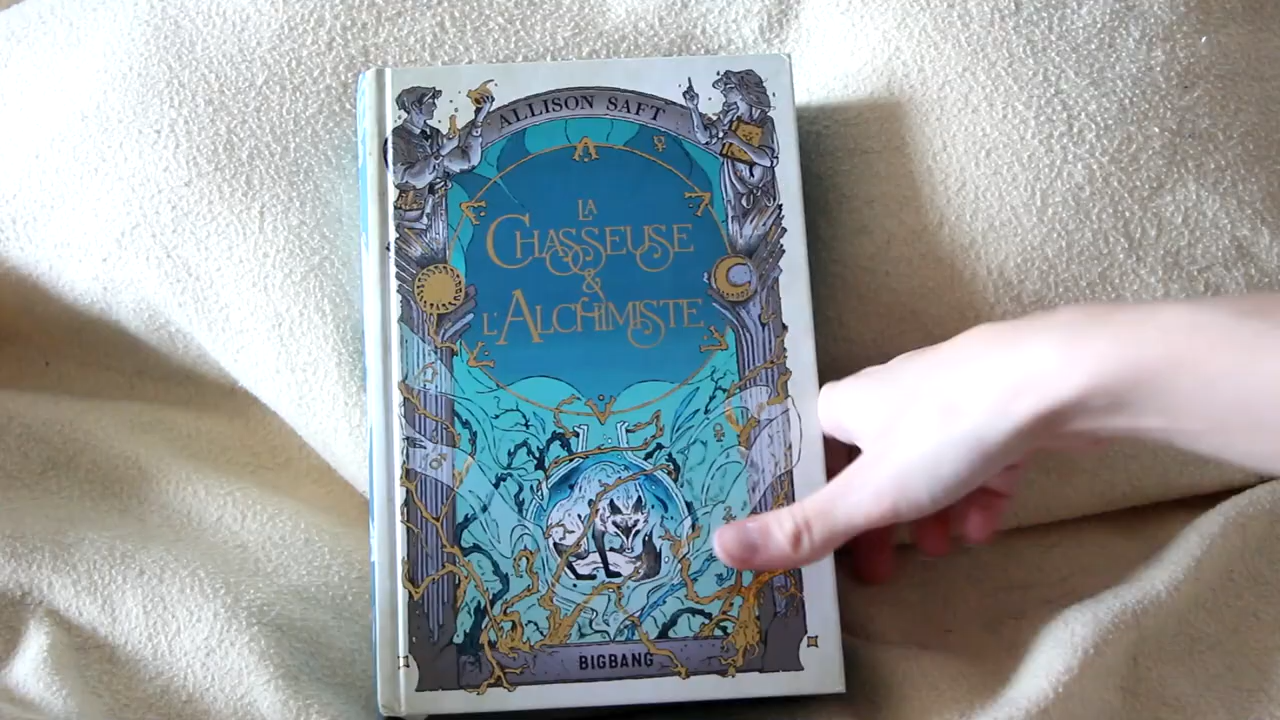 ALLISON SAFT
LA
CHASSEUSE
&
L'ALCHIMISTE
BIGBANG